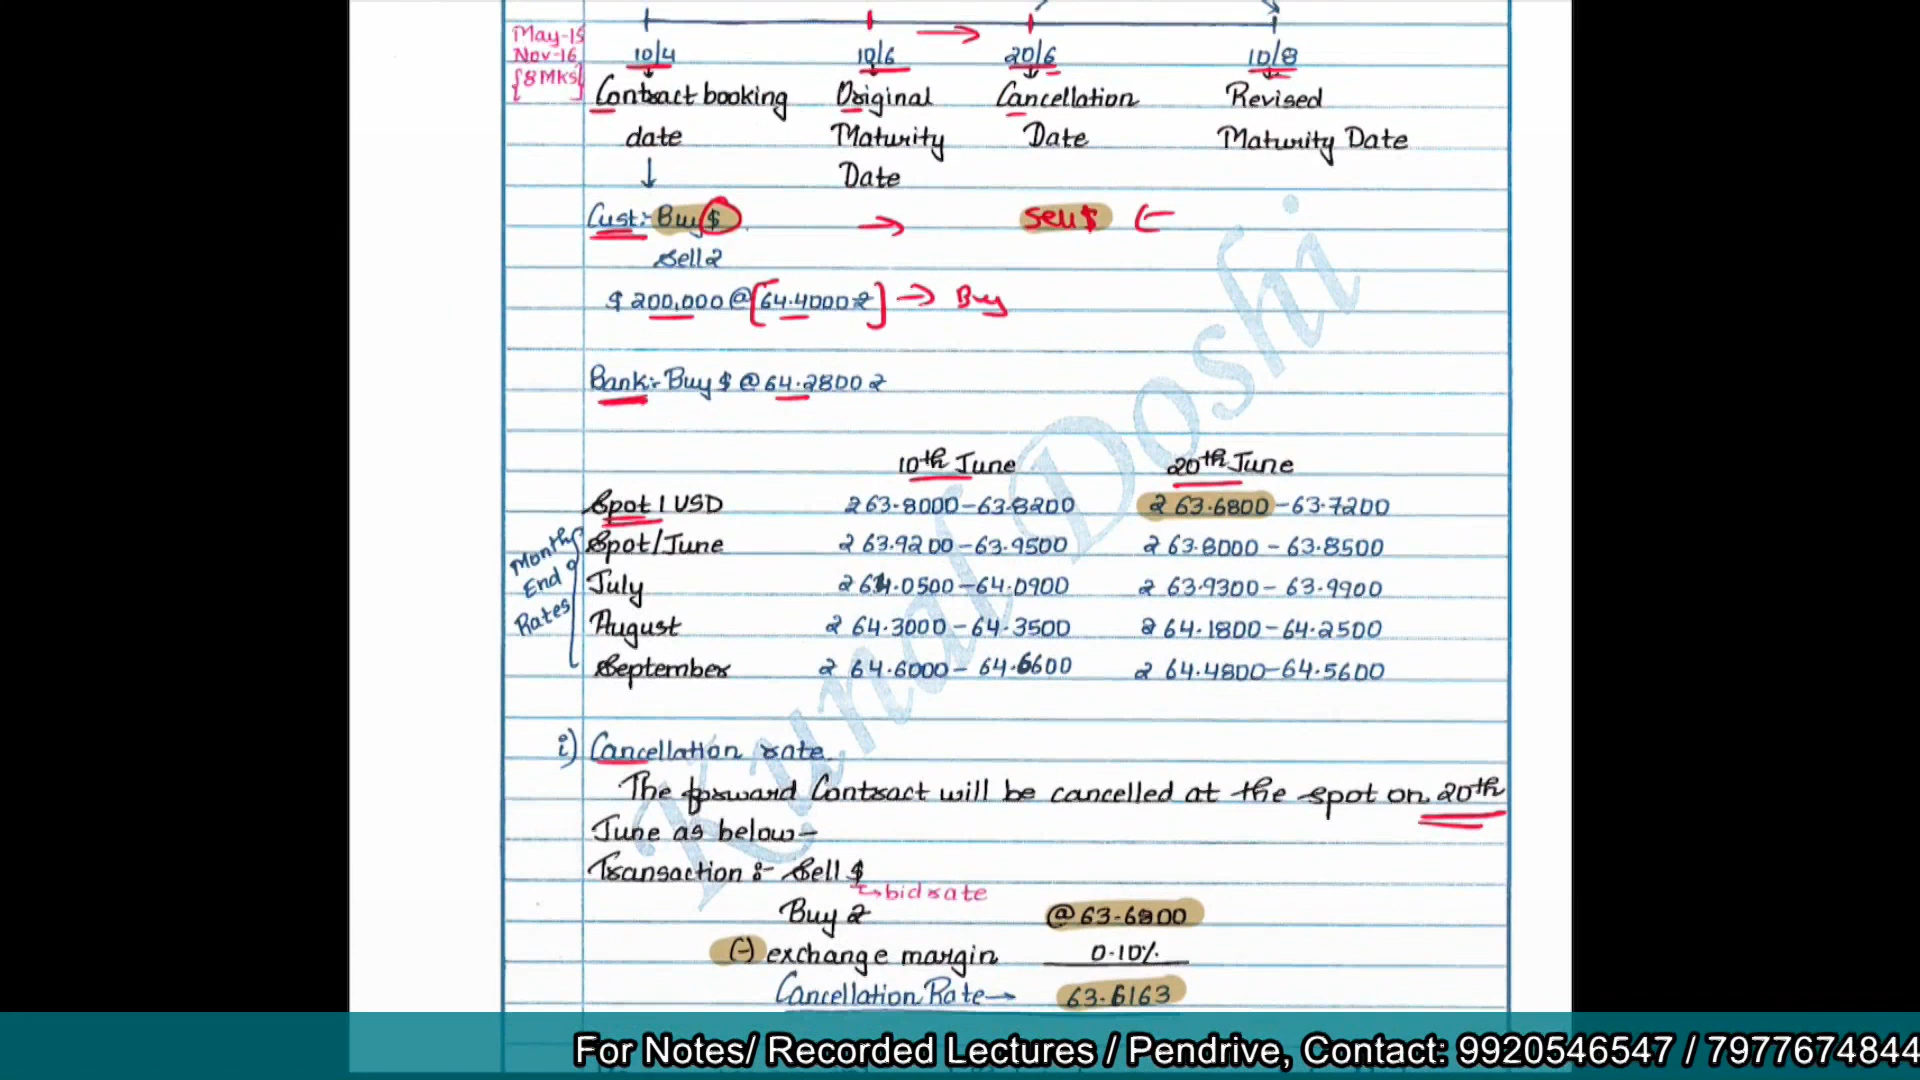 May-15
Nov-16
{8 Mks}
10/4 10/6 20/6 10/8
Contract booking Original Cancellation Revised
date Maturity Date Maturity Date
Date
Cust:- Buy $ Sell $
Sell ₹
$ 200,000 @ [64.4000 ₹] → Buy
Bank:- Buy $ @ 64.2800 ₹
10th June 20th June
Spot / USD ₹ 63.8000 - 63.8200 ₹ 63.6800 - 63.7200
Month End Rates
Spot/June ₹ 63.9200 - 63.9500 ₹ 63.8000 - 63.8500
July ₹ 64.0500 - 64.0900 ₹ 63.9300 - 63.9900
August ₹ 64.3000 - 64.3500 ₹ 64.1800 - 64.2500
September ₹ 64.6000 - 64.6600 ₹ 64.4800 - 64.5600
i) Cancellation rate.
The forward Contract will be cancelled at the spot on 20th
June as below -
Transaction :- Sell $
↳ bid rate
Buy ₹ @ 63.6800
(-) exchange margin 0.10%
Cancellation Rate → 63.6163
Kunal Doshi
For Notes/ Recorded Lectures / Pendrive, Contact: 9920546547 / 7977674844